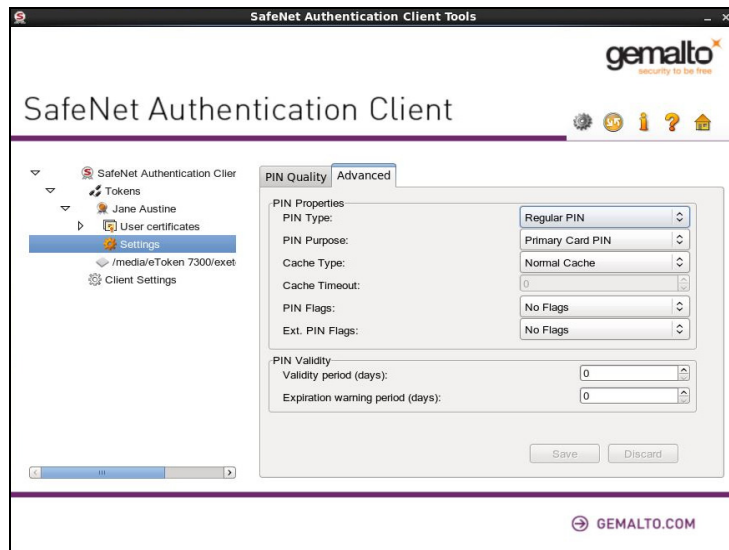 SafeNet Authentication Client Tools
gemalto
security to be free
SafeNet Authentication Client
SafeNet Authentication Clier
Tokens
Jane Austine
User certificates
Settings
/media/eToken 7300/exet
Client Settings
PIN Quality Advanced
PIN Properties
PIN Type: Regular PIN
PIN Purpose: Primary Card PIN
Cache Type: Normal Cache
Cache Timeout: 0
PIN Flags: No Flags
Ext. PIN Flags: No Flags
PIN Validity
Validity period (days): 0
Expiration warning period (days): 0
Save Discard
GEMALTO.COM